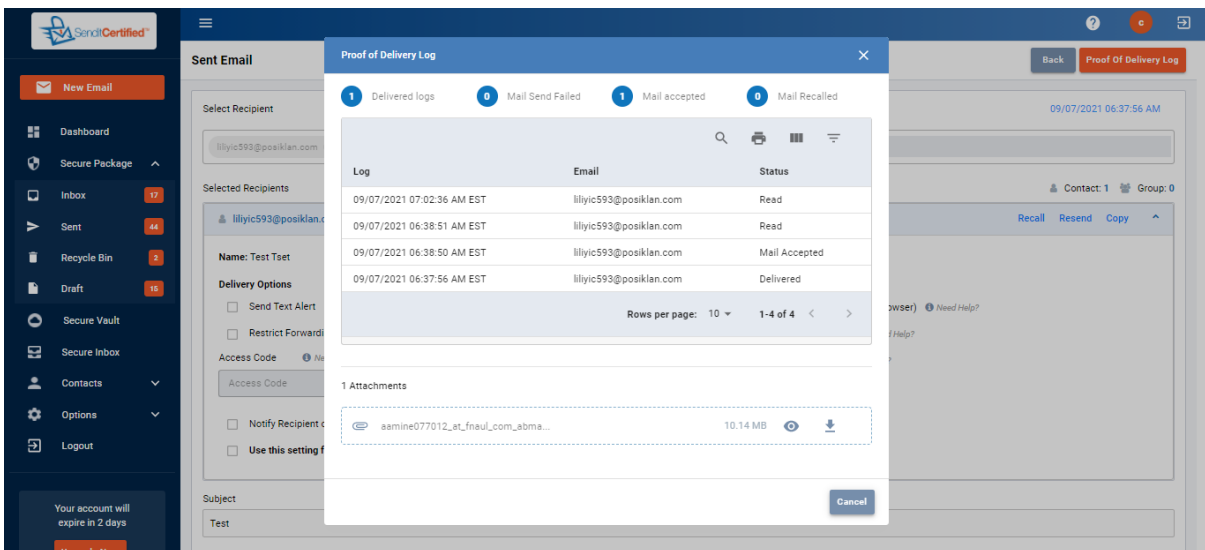 SenditCertified™
c
Sent Email
Proof of Delivery Log
Back
Proof Of Delivery Log
New Email
1 Delivered logs
0 Mail Send Failed
1 Mail accepted
0 Mail Recalled
Select Recipient
09/07/2021 06:37:56 AM
Dashboard
liliyic593@posiklan.com
Secure Package
Log Email Status
Inbox 17
Selected Recipients
Contact: 1 Group: 0
09/07/2021 07:02:36 AM EST liliyic593@posiklan.com Read
Sent 44
liliyic593@posiklan.c
Recall Resend Copy
09/07/2021 06:38:51 AM EST liliyic593@posiklan.com Read
Recycle Bin 2
Name: Test Tset
09/07/2021 06:38:50 AM EST liliyic593@posiklan.com Mail Accepted
Draft 15
Delivery Options
09/07/2021 06:37:56 AM EST liliyic593@posiklan.com Delivered
Send Text Alert
owser) Need Help?
Secure Vault
Rows per page: 10 1-4 of 4
Restrict Forwardi
Help?
Secure Inbox
Access Code Ne
Contacts
Access Code
1 Attachments
Options
Notify Recipient
aamine077012_at_fnaul_com_abma... 10.14 MB
Logout
Use this setting f
Subject
Cancel
Your account will
expire in 2 days
Test